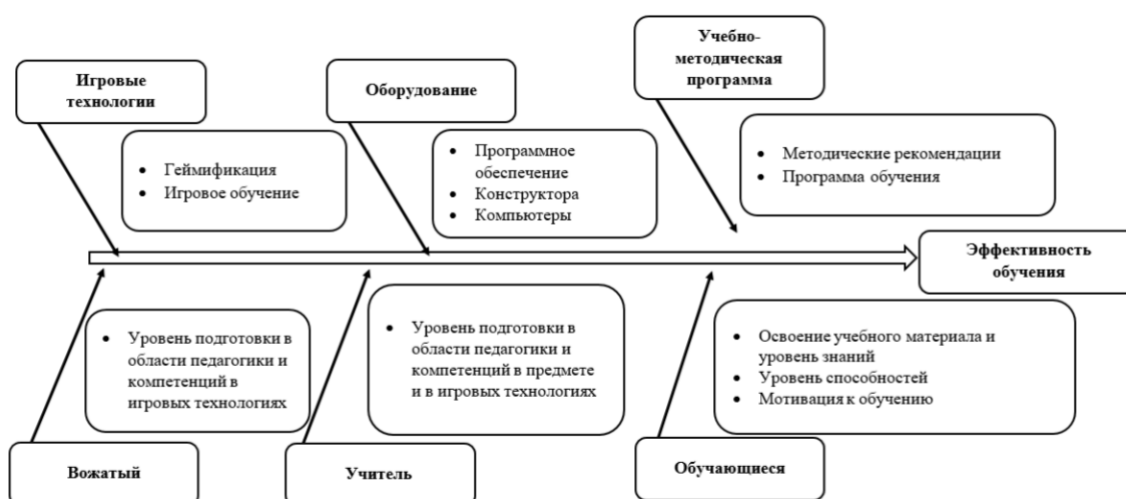 Игровые
технологии
Оборудование
Учебно-
методическая
программа
• Геймификация
• Игровое обучение
• Программное
обеспечение
• Конструктора
• Компьютеры
• Методические рекомендации
• Программа обучения
Эффективность
обучения
• Уровень подготовки в
области педагогики и
компетенций в
игровых технологиях
• Уровень подготовки в
области педагогики и
компетенций в предмете
и в игровых технологиях
• Освоение учебного материала и
уровень знаний
• Уровень способностей
• Мотивация к обучению
Вожатый
Учитель
Обучающиеся